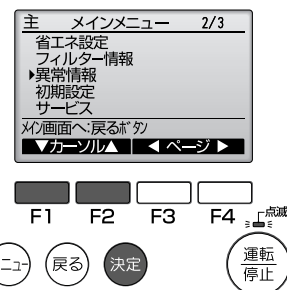 主 メインメニュー 2/3
省エネ設定
フィルター情報
▶異常情報
初期設定
サービス
メイン画面へ:戻るボタン
▼カーソル▲ ◀ ページ ▶
F1 F2 F3 F4
点滅
ニュー 戻る 決定
運転
停止